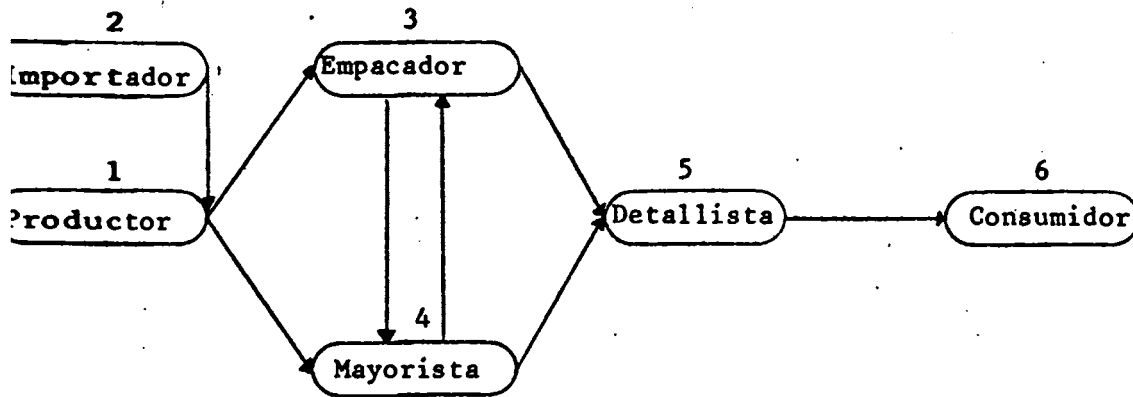 2
3
Importador
Empacador
1
5
6
Productor
Detallista
Consumidor
4
Mayorista